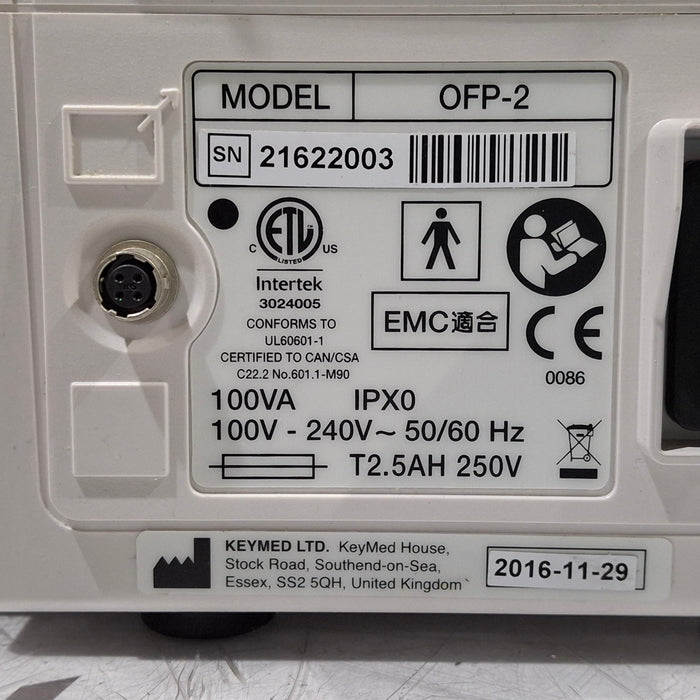 MODEL OFP-2
SN 21622003
ETL
C LISTED US
Intertek
3024005
CONFORMS TO
UL60601-1
CERTIFIED TO CAN/CSA
C22.2 No.601.1-M90
EMC適合
CE
0086
100VA IPX0
100V - 240V~ 50/60 Hz
T2.5AH 250V
KEYMED LTD. KeyMed House,
Stock Road, Southend-on-Sea,
Essex, SS2 5QH, United Kingdom
2016-11-29